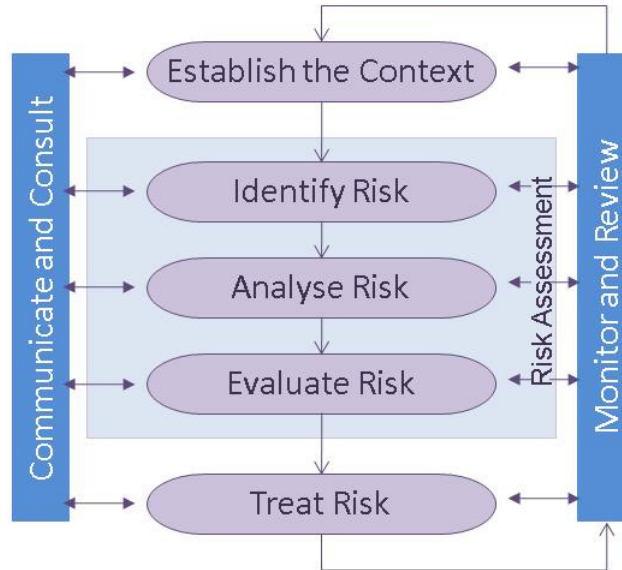 Establish the Context
Communicate and Consult
Identify Risk
Analyse Risk
Evaluate Risk
Risk Assessment
Monitor and Review
Treat Risk